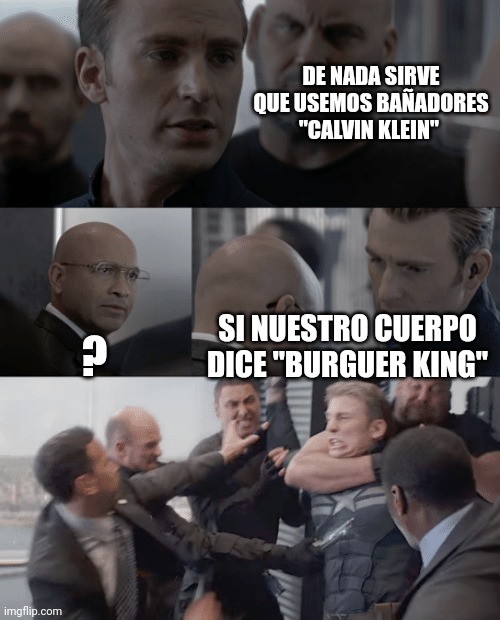 DE NADA SIRVE
QUE USEMOS BAÑADORES
"CALVIN KLEIN"
?
SI NUESTRO CUERPO
DICE "BURGUER KING"
imgflip.com